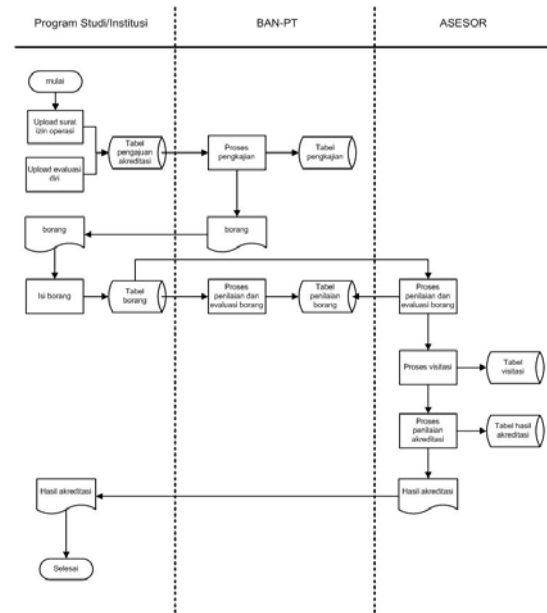 Program Studi/Institusi
BAN-PT
ASESOR
mulai
Upload surat
izin operasi
Upload evaluasi
diri
Tabel
pengajuan
akreditasi
Proses
pengkajian
Tabel
pengkajian
borang
borang
Isi borang
Tabel
borang
Proses
penilaian dan
evaluasi borang
Tabel
penilaian
borang
Proses
penilaian dan
evaluasi borang
Proses visitasi
Tabel
visitasi
Proses
penilaian
akreditasi
Tabel hasil
akreditasi
Hasil akreditasi
Hasil akreditasi
Selesai